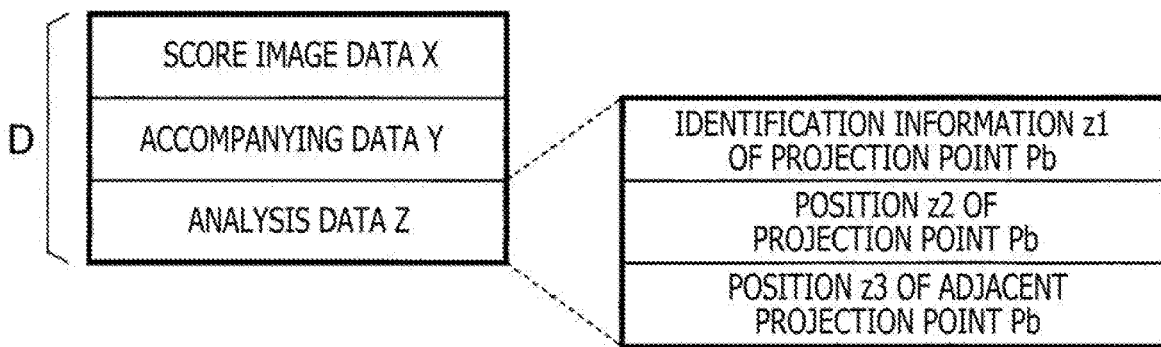 D
SCORE IMAGE DATA X
ACCOMPANYING DATA Y
ANALYSIS DATA Z
IDENTIFICATION INFORMATION z1
OF PROJECTION POINT Pb
POSITION z2 OF
PROJECTION POINT Pb
POSITION z3 OF ADJACENT
PROJECTION POINT Pb